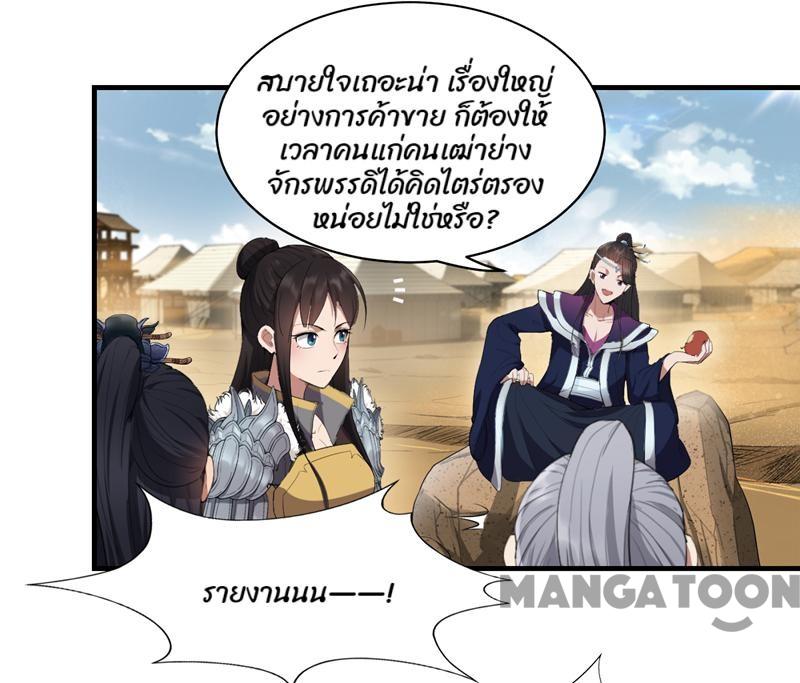 สบายใจเถอะน่า เรื่องใหญ่
อย่างการค้าขาย ก็ต้องให้
เวลาคนแก่คนเฒ่าย่าง
จักรพรรดิได้คิดไตร่ตรอง
หน่อยไม่ใช่หรือ?
รายงานนน——!
MANGATOON